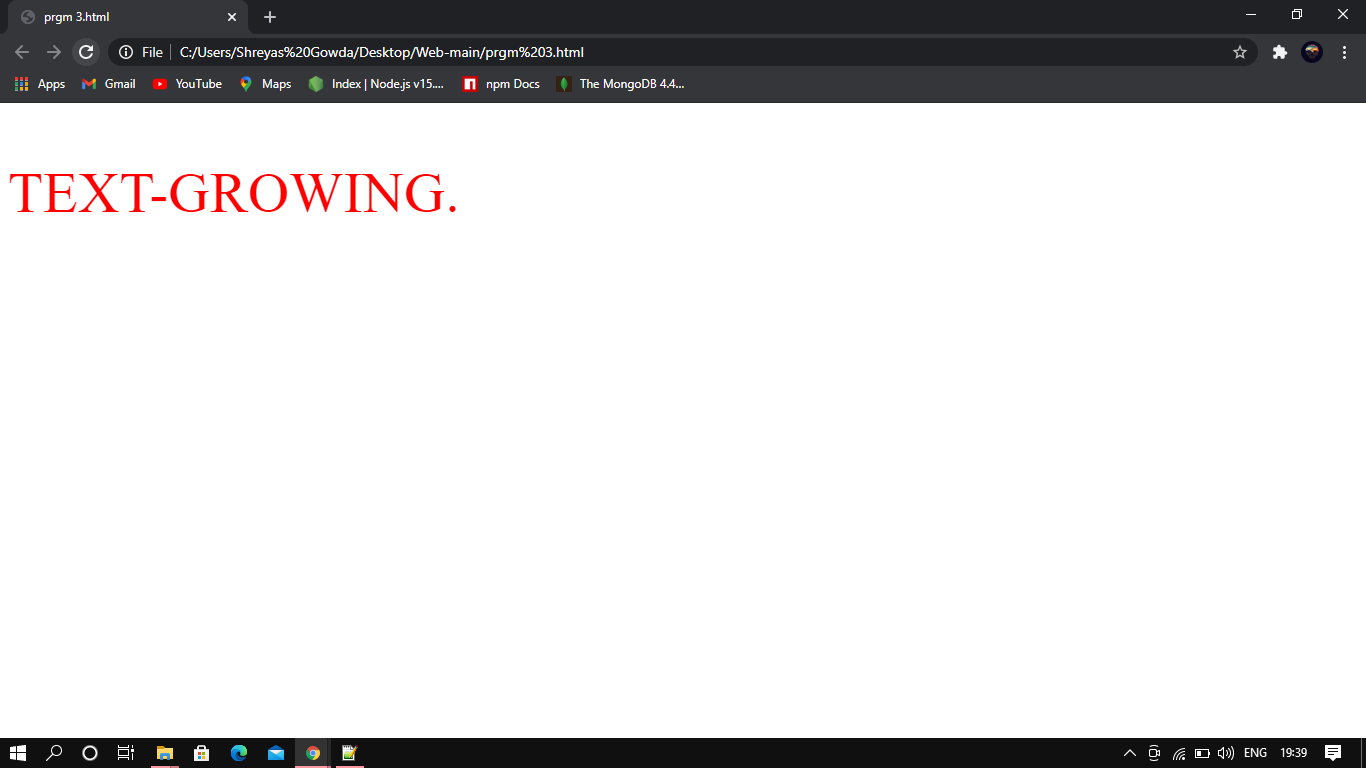 prgm 3.html
File C:/Users/Shreyas%20Gowda/Desktop/Web-main/prgm%203.html
Apps Gmail YouTube Maps Index | Node.js v15.... npm Docs The MongoDB 4.4...
TEXT-GROWING.
ENG 19:39